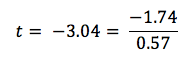 t = −3.04 = −1.74 / 0.57